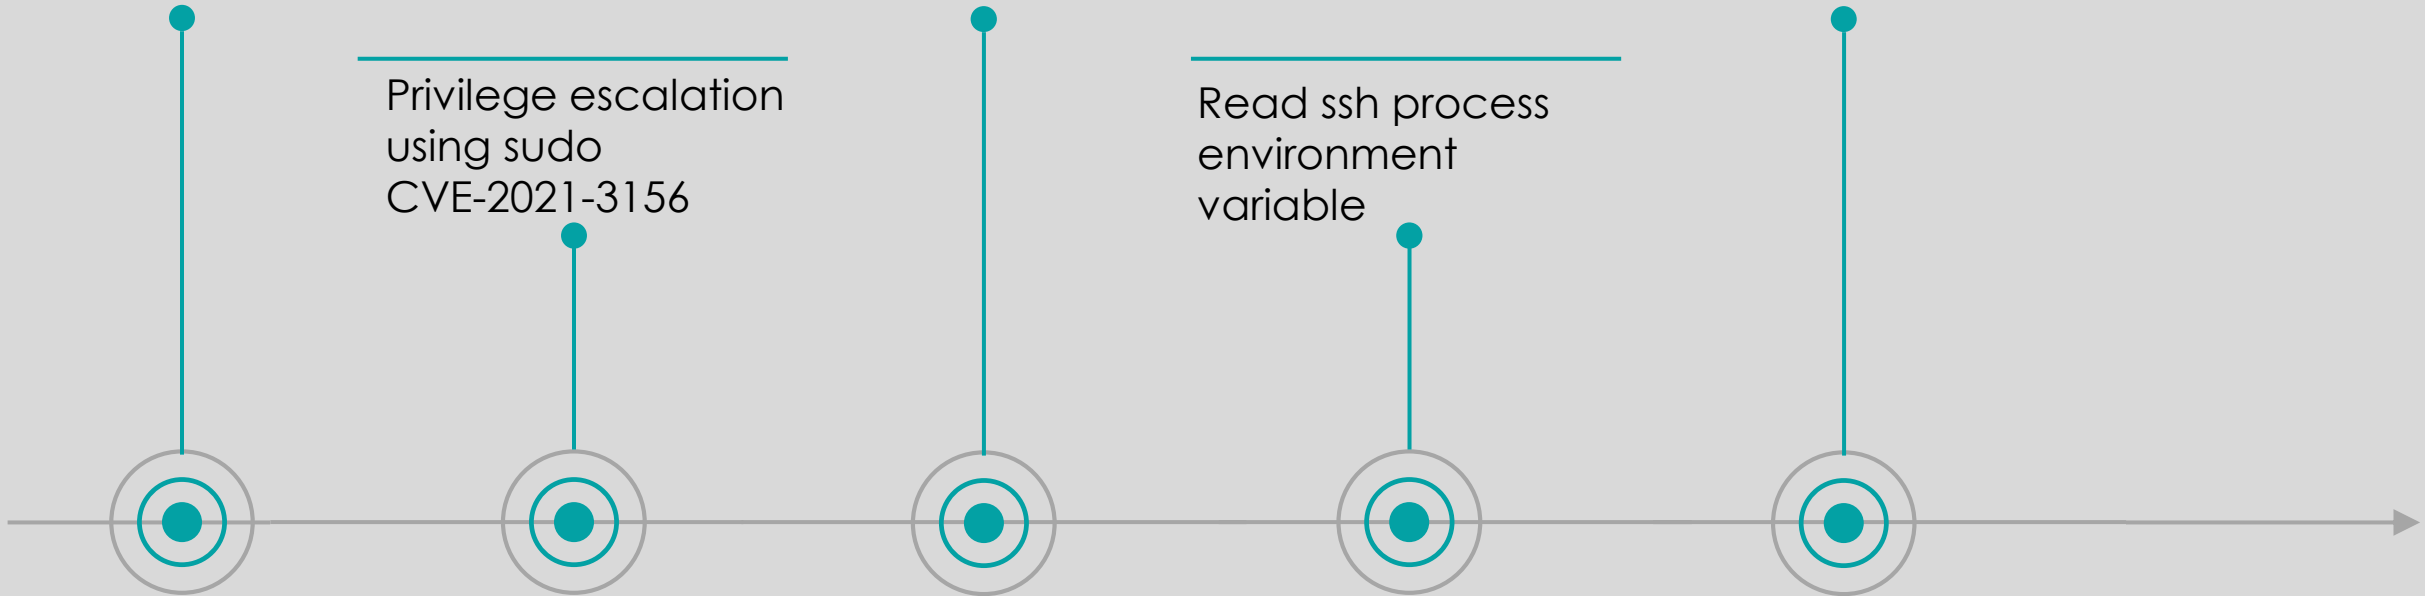 Privilege escalation
using sudo
CVE-2021-3156
Read ssh process
environment
variable